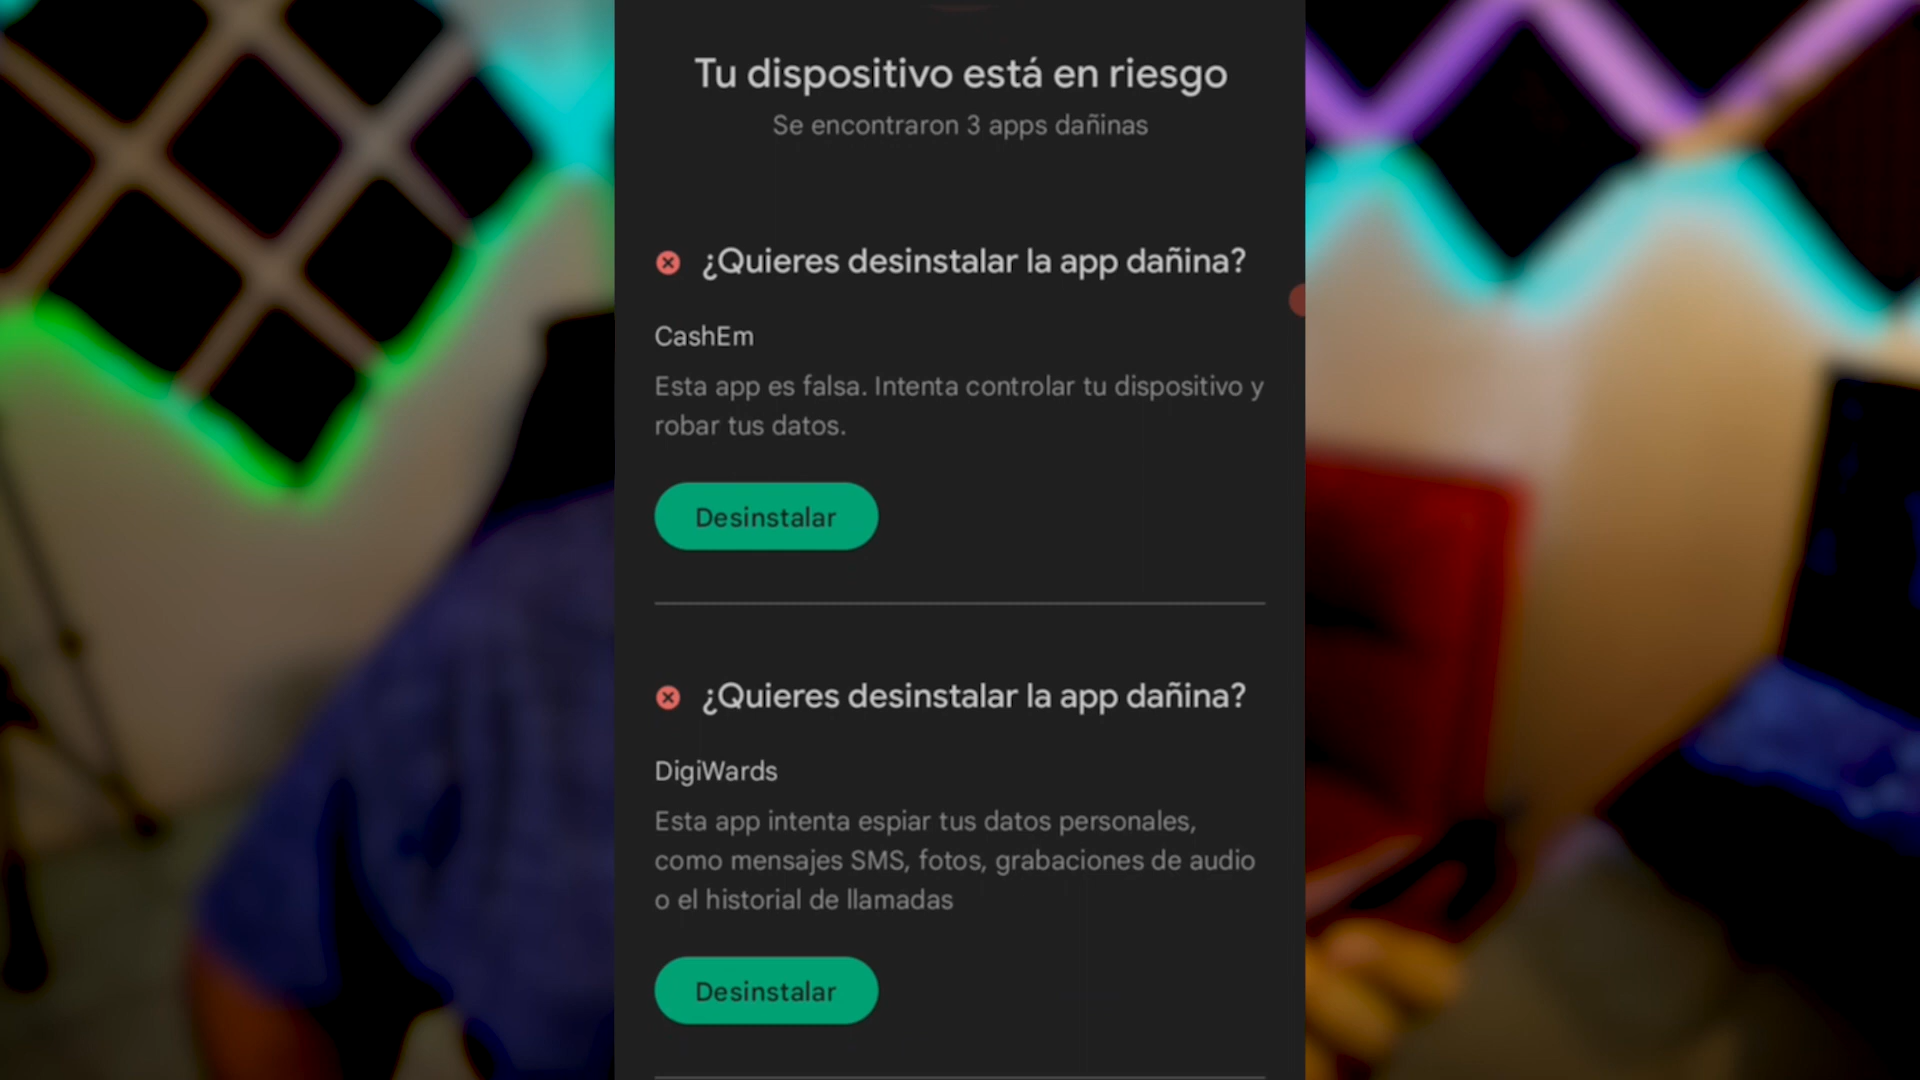 Tu dispositivo está en riesgo
Se encontraron 3 apps dañinas
¿Quieres desinstalar la app dañina?
CashEm
Esta app es falsa. Intenta controlar tu dispositivo y
robar tus datos.
Desinstalar
¿Quieres desinstalar la app dañina?
DigiWards
Esta app intenta espiar tus datos personales,
como mensajes SMS, fotos, grabaciones de audio
o el historial de llamadas
Desinstalar